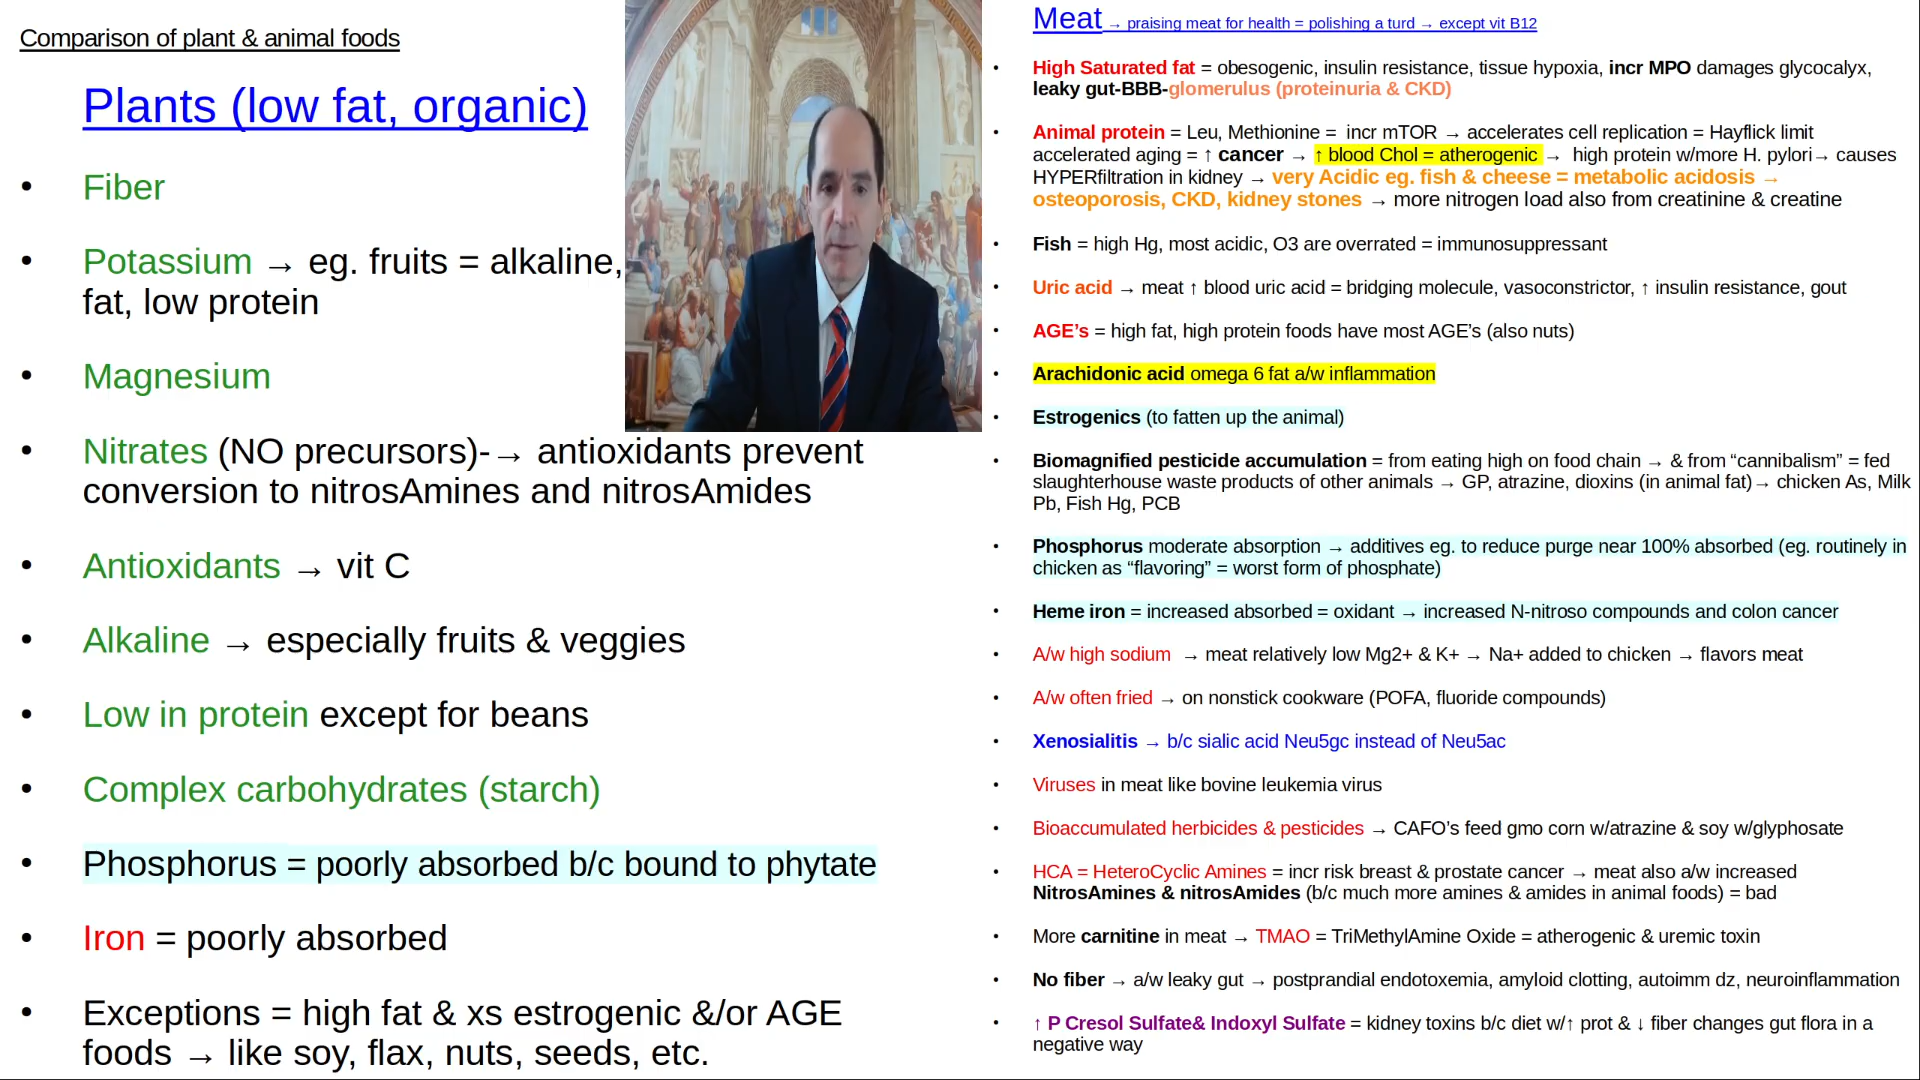 Comparison of plant & animal foods
Plants (low fat, organic)
• Fiber
• Potassium → eg. fruits = alkaline,
fat, low protein
• Magnesium
• Nitrates (NO precursors)-→ antioxidants prevent
conversion to nitrosAmines and nitrosAmides
• Antioxidants → vit C
• Alkaline → especially fruits & veggies
• Low in protein except for beans
• Complex carbohydrates (starch)
• Phosphorus = poorly absorbed b/c bound to phytate
• Iron = poorly absorbed
• Exceptions = high fat & xs estrogenic &/or AGE
foods → like soy, flax, nuts, seeds, etc.
Meat → praising meat for health = polishing a turd → except vit B12
• High Saturated fat = obesogenic, insulin resistance, tissue hypoxia, incr MPO damages glycocalyx,
leaky gut-BBB-glomerulus (proteinuria & CKD)
• Animal protein = Leu, Methionine = incr mTOR → accelerates cell replication = Hayflick limit
accelerated aging = ↑ cancer → ↑ blood Chol = atherogenic → high protein w/more H. pylori→ causes
HYPERfiltration in kidney → very Acidic eg. fish & cheese = metabolic acidosis →
osteoporosis, CKD, kidney stones → more nitrogen load also from creatinine & creatine
• Fish = high Hg, most acidic, O3 are overrated = immunosuppressant
• Uric acid → meat ↑ blood uric acid = bridging molecule, vasoconstrictor, ↑ insulin resistance, gout
• AGE's = high fat, high protein foods have most AGE's (also nuts)
• Arachidonic acid omega 6 fat a/w inflammation
• Estrogenics (to fatten up the animal)
• Biomagnified pesticide accumulation = from eating high on food chain → & from “cannibalism” = fed
slaughterhouse waste products of other animals → GP, atrazine, dioxins (in animal fat)→ chicken As, Milk
Pb, Fish Hg, PCB
• Phosphorus moderate absorption → additives eg. to reduce purge near 100% absorbed (eg. routinely in
chicken as “flavoring” = worst form of phosphate)
• Heme iron = increased absorbed = oxidant → increased N-nitroso compounds and colon cancer
• A/w high sodium → meat relatively low Mg2+ & K+ → Na+ added to chicken → flavors meat
• A/w often fried → on nonstick cookware (POFA, fluoride compounds)
• Xenosialitis → b/c sialic acid Neu5gc instead of Neu5ac
• Viruses in meat like bovine leukemia virus
• Bioaccumulated herbicides & pesticides → CAFO's feed gmo corn w/atrazine & soy w/glyphosate
• HCA = HeteroCyclic Amines = incr risk breast & prostate cancer → meat also a/w increased
NitrosAmines & nitrosAmides (b/c much more amines & amides in animal foods) = bad
• More carnitine in meat → TMAO = TriMethylAmine Oxide = atherogenic & uremic toxin
• No fiber → a/w leaky gut → postprandial endotoxemia, amyloid clotting, autoimm dz, neuroinflammation
• ↑ P Cresol Sulfate& Indoxyl Sulfate = kidney toxins b/c diet w/↑ prot & ↓ fiber changes gut flora in a
negative way